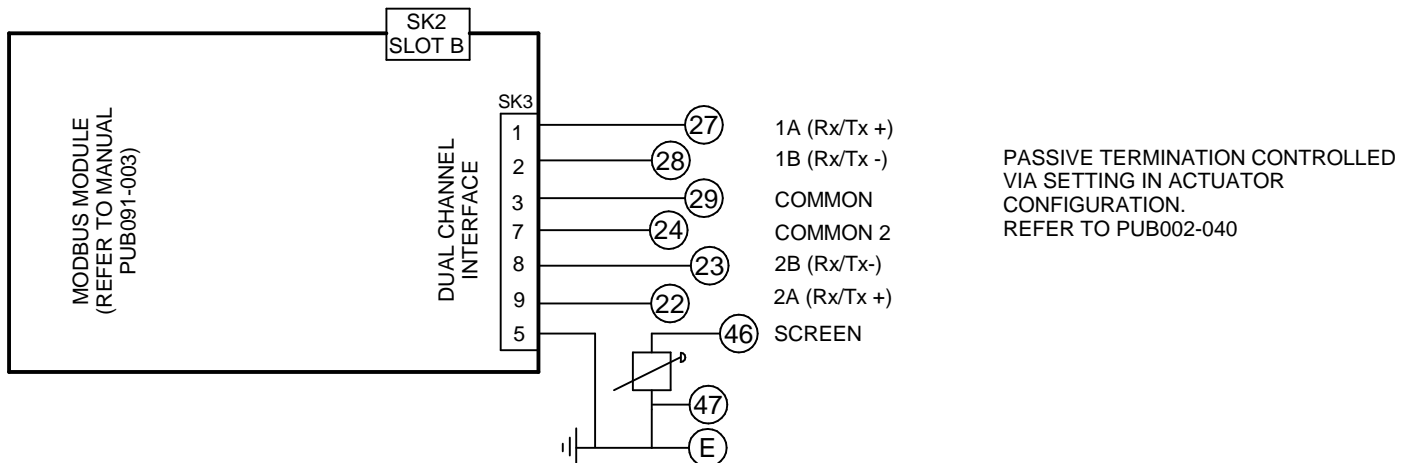 SK2
SLOT B
MODBUS MODULE
(REFER TO MANUAL
PUB091-003)
DUAL CHANNEL
INTERFACE
SK3
1
27
1A (Rx/Tx +)
2
28
1B (Rx/Tx -)
3
29
COMMON
7
24
COMMON 2
8
23
2B (Rx/Tx-)
9
22
2A (Rx/Tx +)
5
46
SCREEN
47
E
PASSIVE TERMINATION CONTROLLED
VIA SETTING IN ACTUATOR
CONFIGURATION.
REFER TO PUB002-040